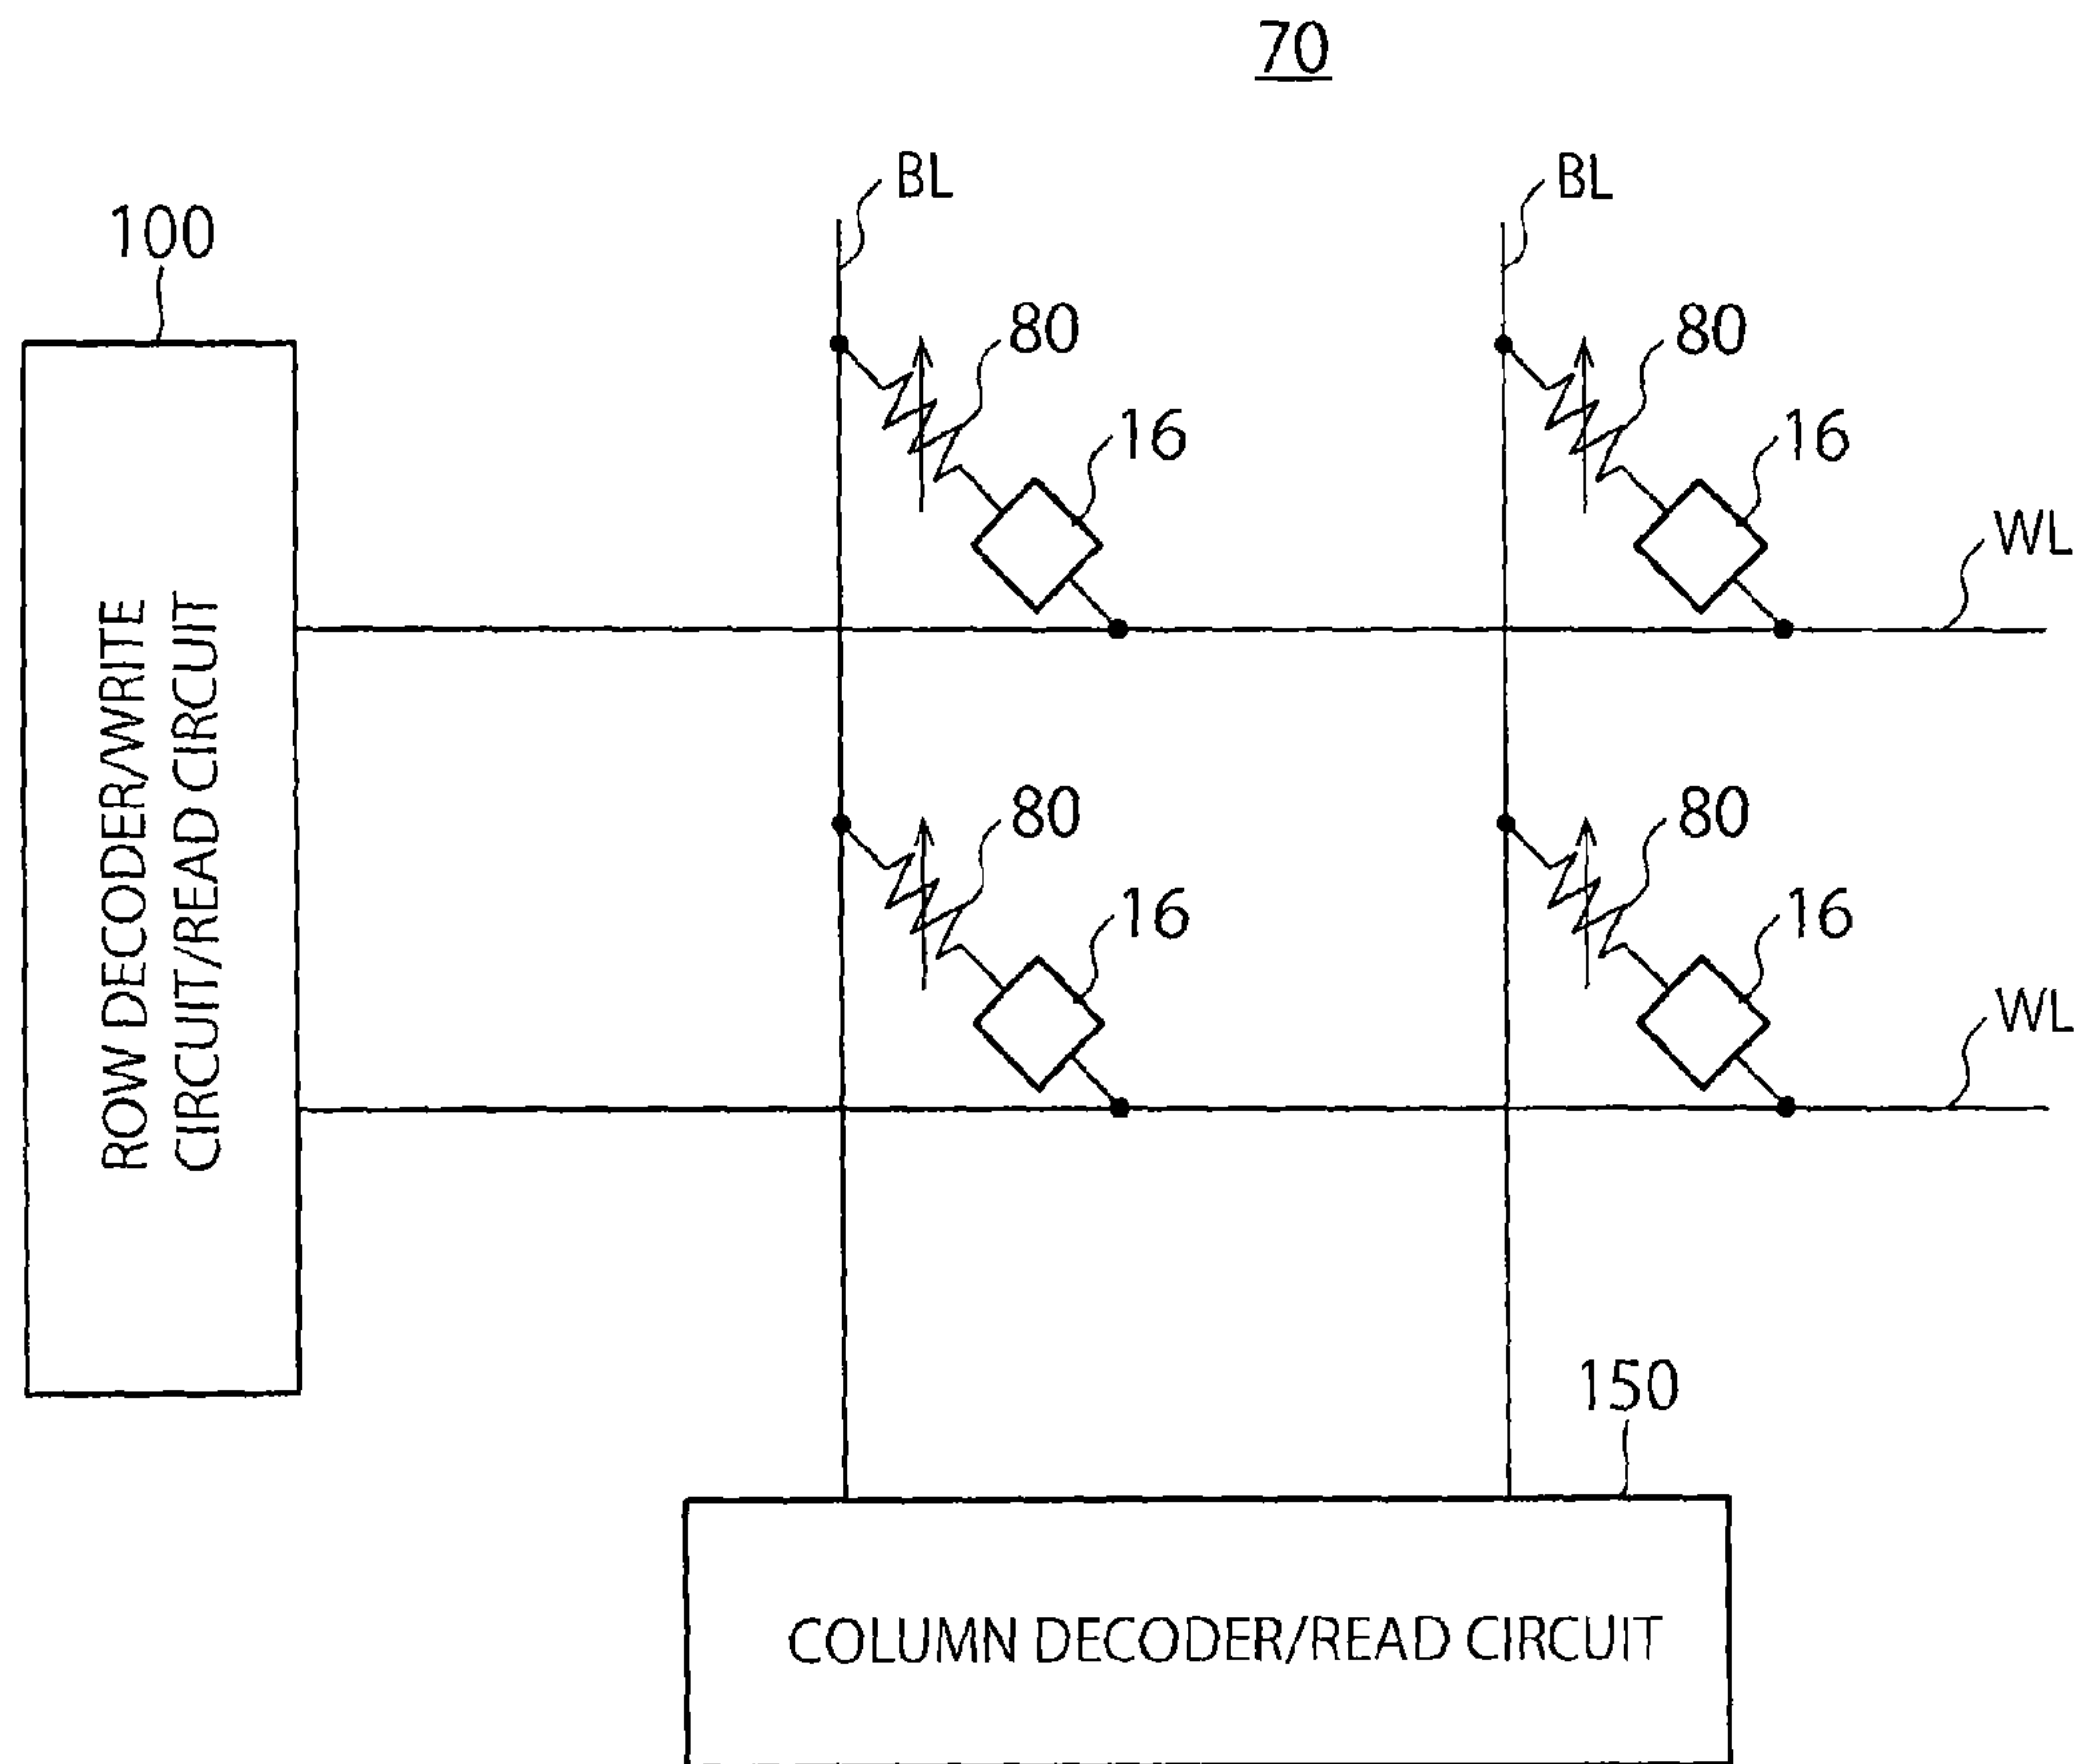 70
BL
BL
100
80
80
16
16
WL
ROW DECODER/WRITE
CIRCUIT/READ CIRCUIT
80
80
16
16
WL
150
COLUMN DECODER/READ CIRCUIT